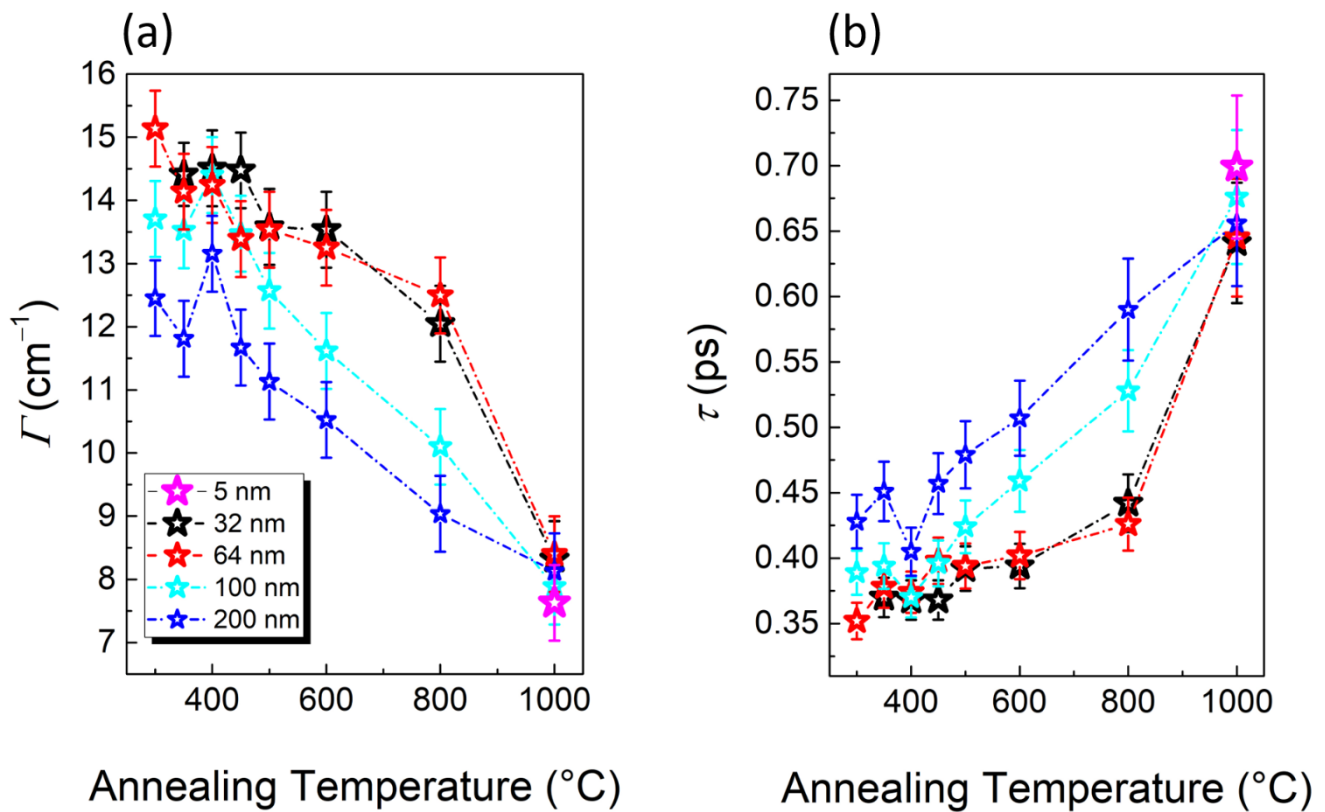 (a)
(b)
16
15
14
13
12
11
10
9
8
7
Γ (cm⁻¹)
5 nm
32 nm
64 nm
100 nm
200 nm
400 600 800 1000
Annealing Temperature (°C)
0.75
0.70
0.65
0.60
0.55
0.50
0.45
0.40
0.35
τ (ps)
400 600 800 1000
Annealing Temperature (°C)